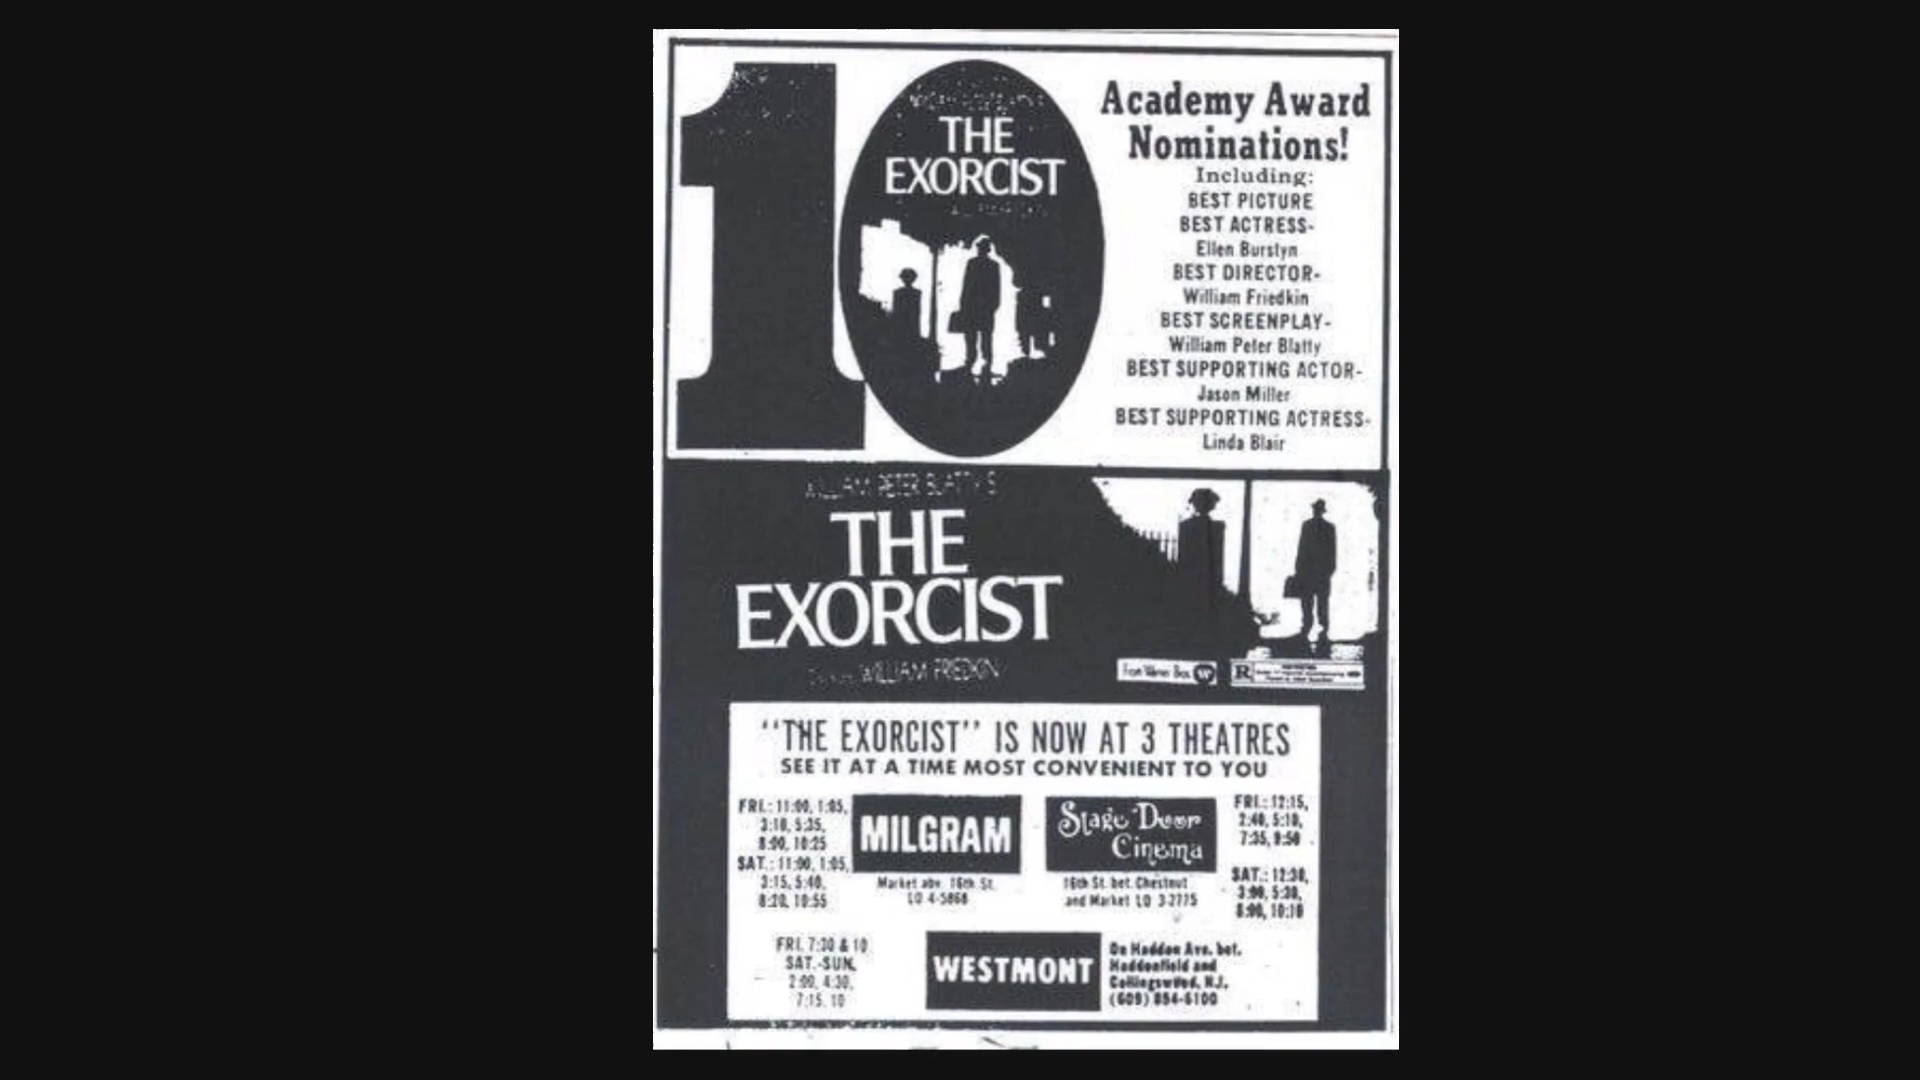 10
THE
EXORCIST
Academy Award
Nominations!
Including:
BEST PICTURE
BEST ACTRESS-
Ellen Burstyn
BEST DIRECTOR-
William Friedkin
BEST SCREENPLAY-
William Peter Blatty
BEST SUPPORTING ACTOR-
Jason Miller
BEST SUPPORTING ACTRESS-
Linda Blair
WILLIAM PETER BLATTY'S
THE
EXORCIST
WILLIAM FRIEDKIN
From Warner Bros.
R
"THE EXORCIST" IS NOW AT 3 THEATRES
SEE IT AT A TIME MOST CONVENIENT TO YOU
FRI.: 11:00, 1:05,
3:10, 5:35,
8:00, 10:25
SAT.: 11:00, 1:05,
3:15, 5:40,
8:20, 10:55
MILGRAM
Market abv. 16th St.
LO 4-5868
Stage Door
Cinema
16th St. bet. Chestnut
and Market LO 3-2775
FRI.: 12:15,
2:40, 5:10,
7:35, 9:50
SAT.: 12:30,
3:00, 5:30,
8:00, 10:10
FRI. 7:30 & 10
SAT.-SUN.
2:00, 4:30,
7:15, 10
WESTMONT
On Haddon Ave. bet.
Haddonfield and
Collingswood, N.J.
(609) 854-6100